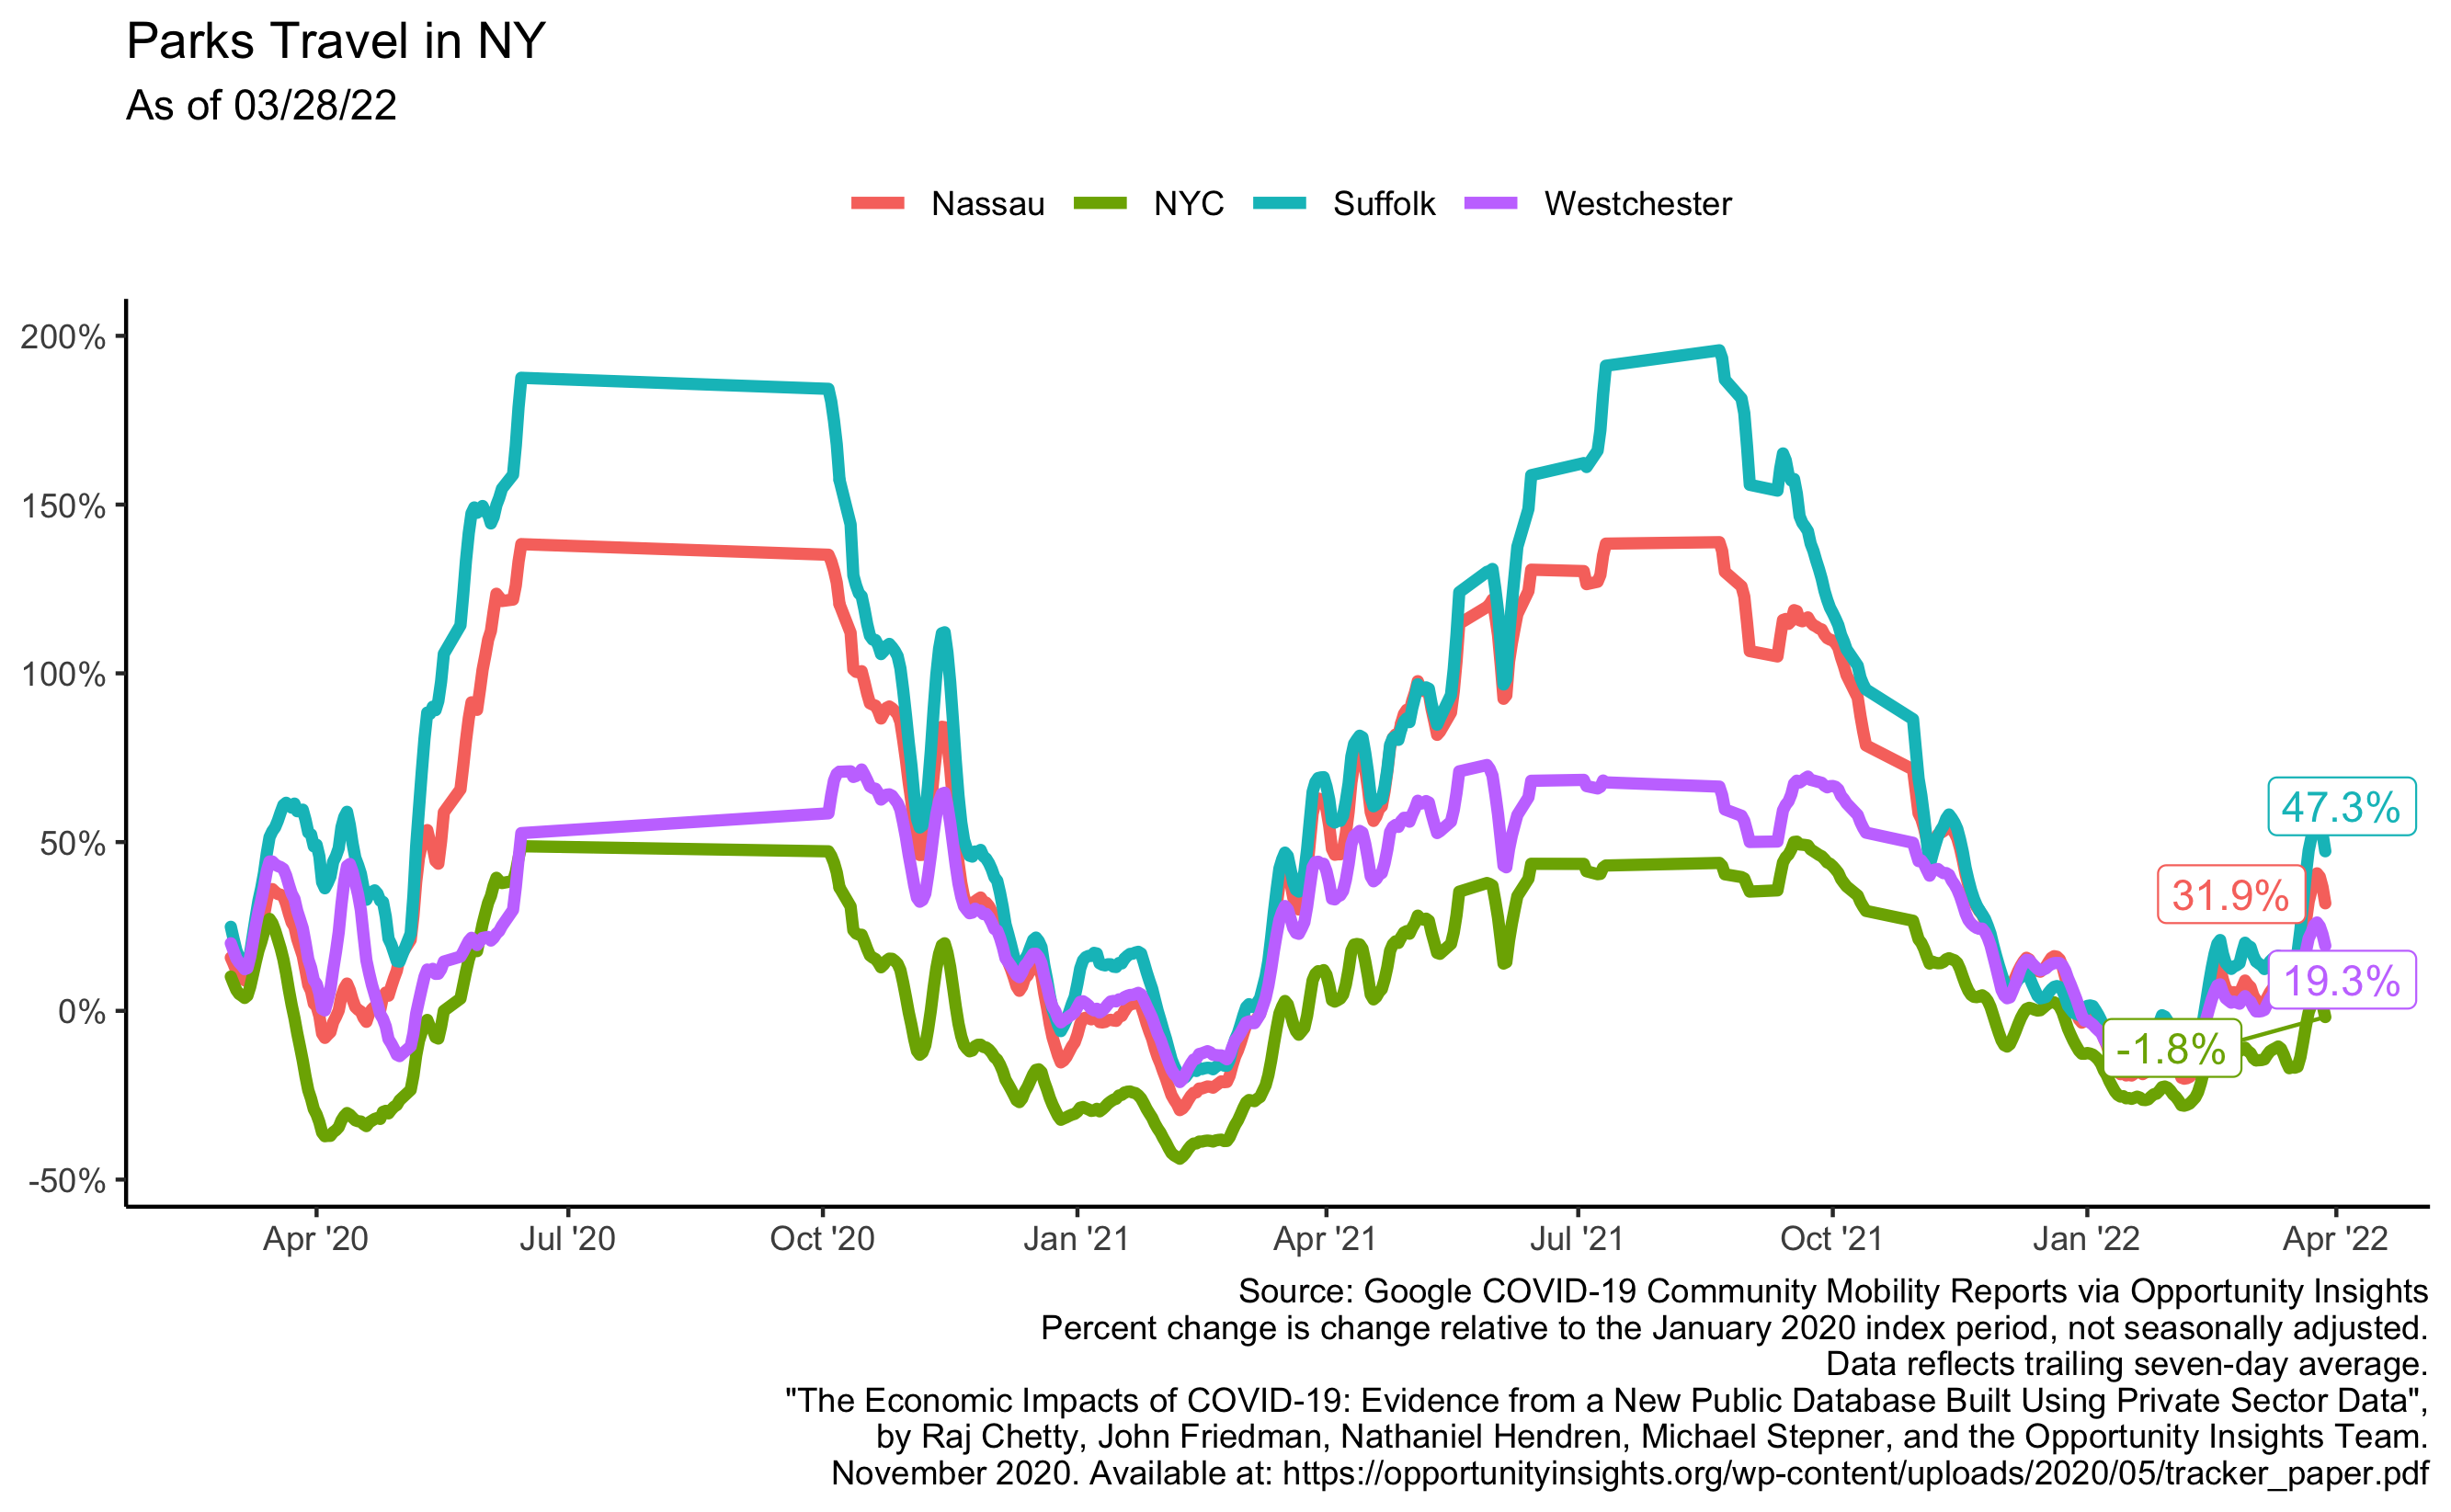 Parks Travel in NY
As of 03/28/22
Nassau NYC Suffolk Westchester
200%
150%
100%
50%
0%
-50%
47.3%
31.9%
19.3%
-1.8%
Apr '20 Jul '20 Oct '20 Jan '21 Apr '21 Jul '21 Oct '21 Jan '22 Apr '22
Source: Google COVID-19 Community Mobility Reports via Opportunity Insights
Percent change is change relative to the January 2020 index period, not seasonally adjusted.
Data reflects trailing seven-day average.
"The Economic Impacts of COVID-19: Evidence from a New Public Database Built Using Private Sector Data",
by Raj Chetty, John Friedman, Nathaniel Hendren, Michael Stepner, and the Opportunity Insights Team.
November 2020. Available at: https://opportunityinsights.org/wp-content/uploads/2020/05/tracker_paper.pdf